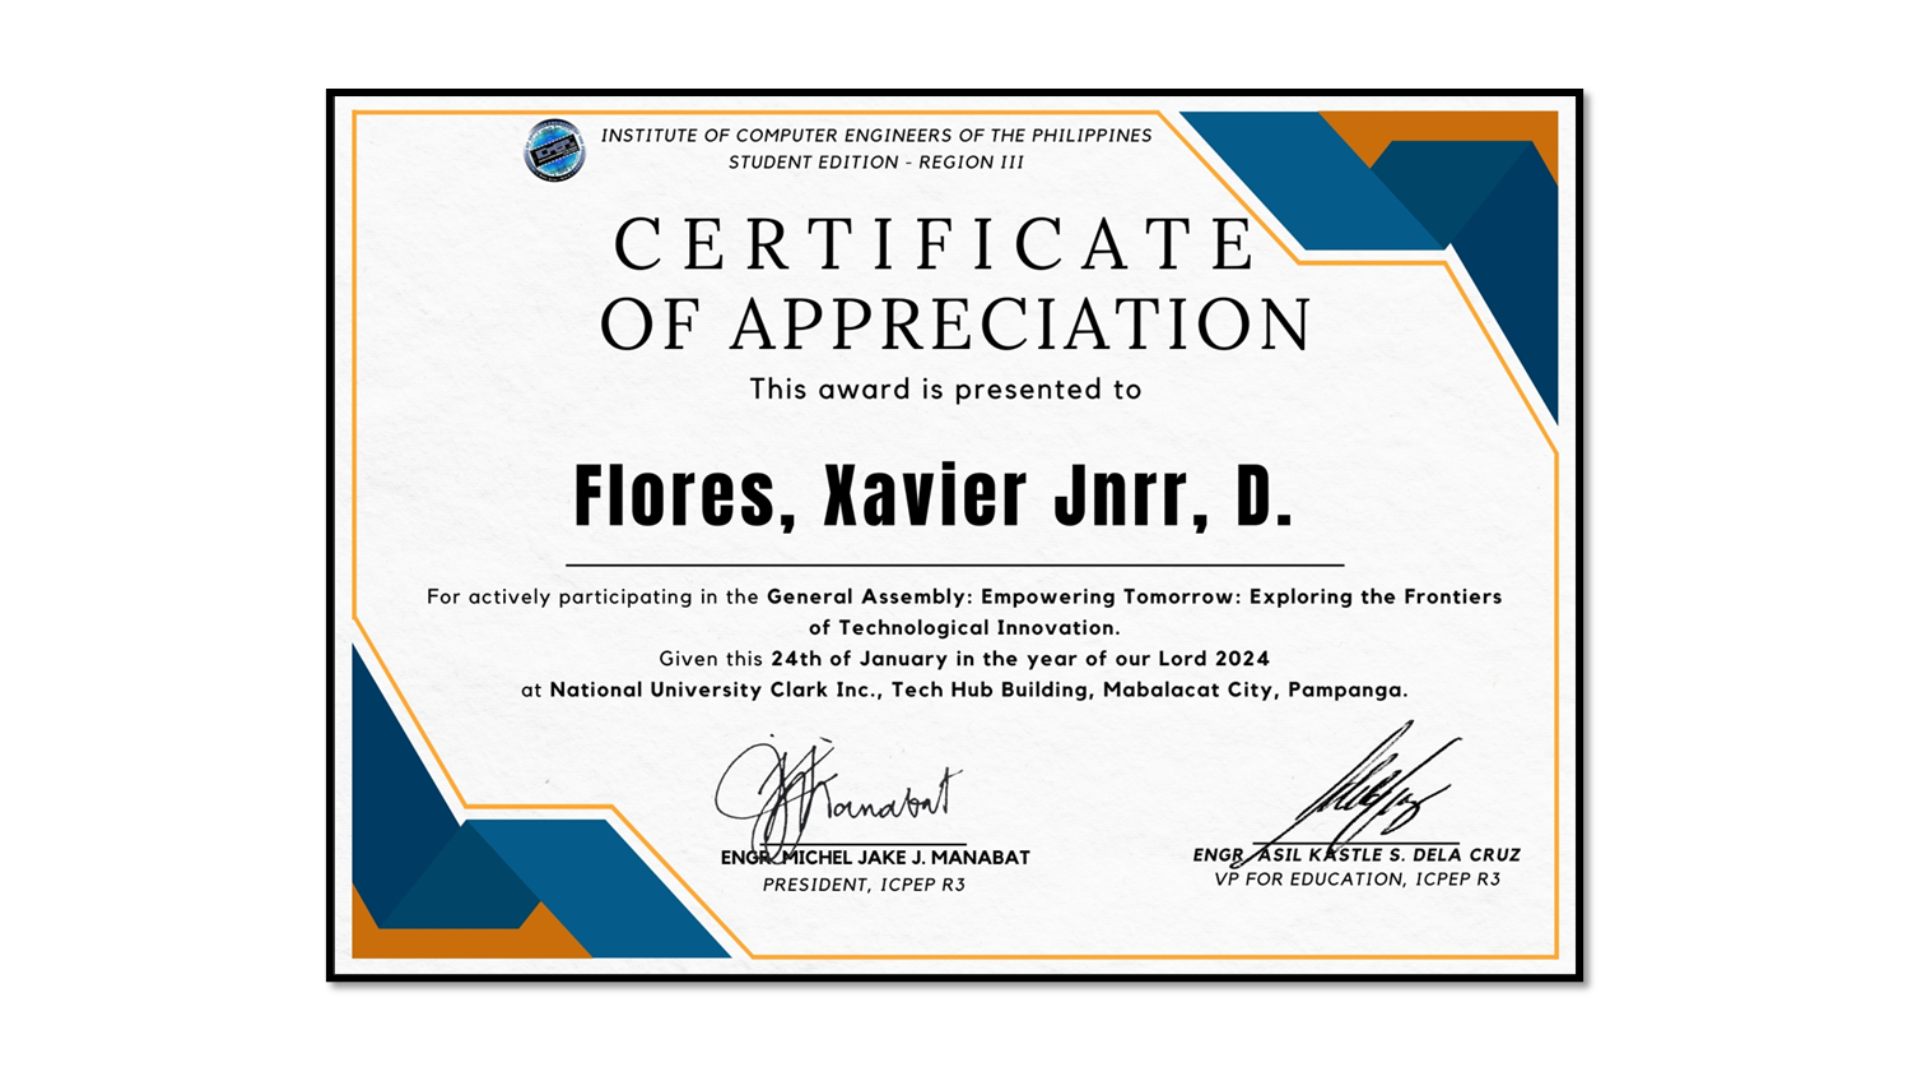 INSTITUTE OF COMPUTER ENGINEERS OF THE PHILIPPINES
STUDENT EDITION - REGION III
CERTIFICATE
OF APPRECIATION
This award is presented to
Flores, Xavier Jnrr, D.
For actively participating in the General Assembly: Empowering Tomorrow: Exploring the Frontiers
of Technological Innovation.
Given this 24th of January in the year of our Lord 2024
at National University Clark Inc., Tech Hub Building, Mabalacat City, Pampanga.
Manabat
ENGR. MICHEL JAKE J. MANABAT
PRESIDENT, ICPEP R3
ENGR. ASIL KASTLE S. DELA CRUZ
VP FOR EDUCATION, ICPEP R3